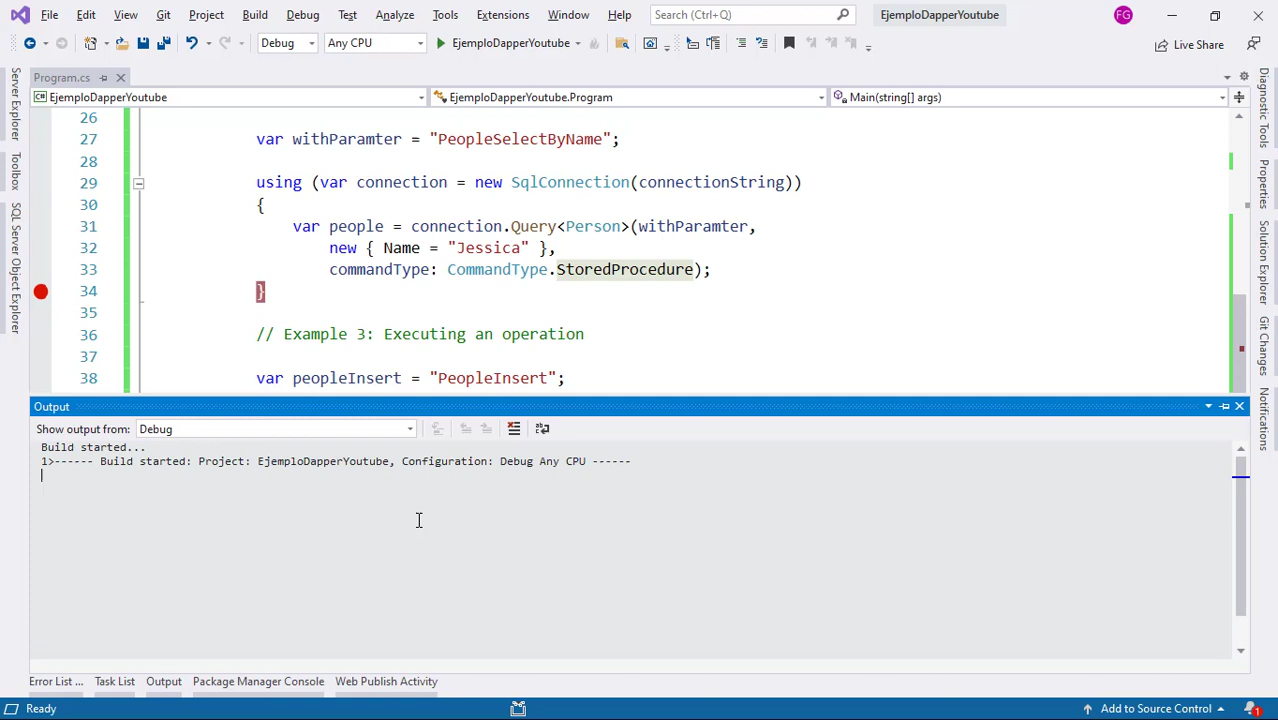 File Edit View Git Project Build Debug Test Analyze Tools Extensions Window Help Search (Ctrl+Q) EjemploDapperYoutube FG
Debug Any CPU EjemploDapperYoutube Live Share
Program.cs
EjemploDapperYoutube EjemploDapperYoutube.Program Main(string[] args)
Server Explorer
Toolbox
SQL Server Object Explorer
26
27 var withParamter = "PeopleSelectByName";
28
29 using (var connection = new SqlConnection(connectionString))
30 {
31 var people = connection.Query<Person>(withParamter,
32 new { Name = "Jessica" },
33 commandType: CommandType.StoredProcedure);
34 }
35
36 // Example 3: Executing an operation
37
38 var peopleInsert = "PeopleInsert";
Diagnostic Tools
Properties
Solution Explorer
Git Changes
Notifications
Output
Show output from: Debug
Build started...
1>------ Build started: Project: EjemploDapperYoutube, Configuration: Debug Any CPU ------
Error List ... Task List Output Package Manager Console Web Publish Activity
Ready Add to Source Control 1